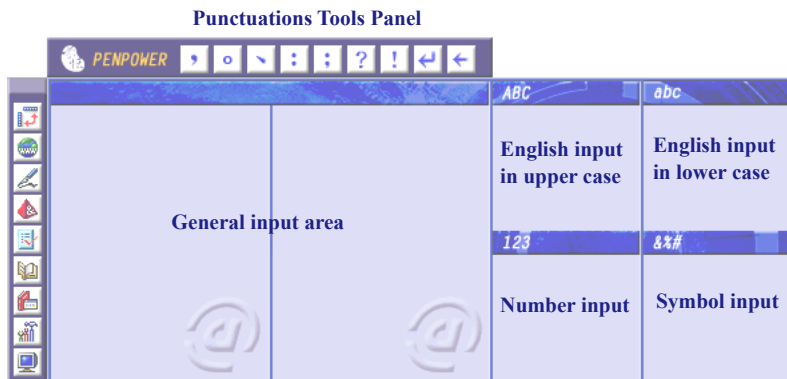 Punctuations Tools Panel
PENPOWER , 。 、 : ; ? ! ↵ ←
ABC
abc
English input
in upper case
English input
in lower case
General input area
123
&%#
Number input
Symbol input
@ @